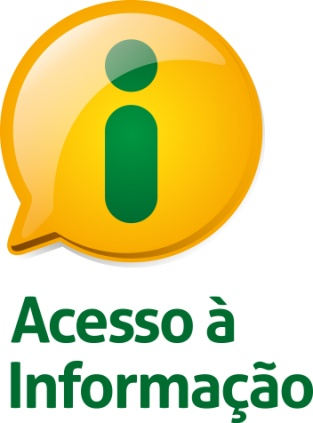 i
Acesso à
Informação